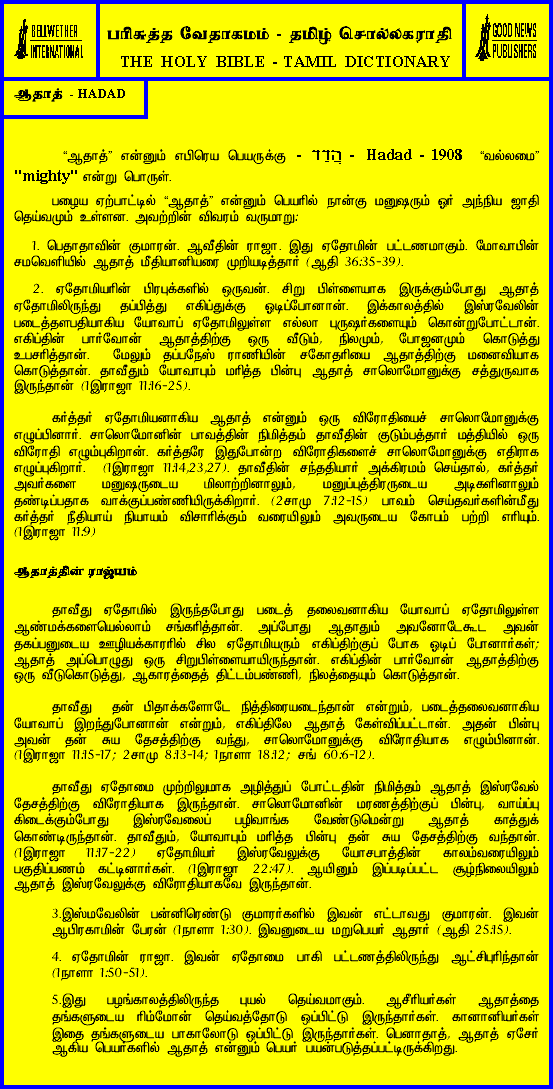 BELLWETHER
INTERNATIONAL
பரிசுத்த வேதாகமம் - தமிழ் சொல்லகராதி
THE HOLY BIBLE - TAMIL DICTIONARY
GOOD NEWS
PUBLISHERS
ஆதாத் - HADAD
“ஆதாத்” என்னும் எபிரெய பெயருக்கு - הֲדַד - Hadad - 1908 “வல்லமை”
"mighty" என்று பொருள்.
பழைய ஏற்பாட்டில் “ஆதாத்” என்னும் பெயரில் நான்கு மனுஷரும் ஓர் அந்நிய ஜாதி
தெய்வமும் உள்ளன. அவற்றின் விவரம் வருமாறு:
1. பெதாதாவின் குமாரன். ஆவீதின் ராஜா. இது ஏதோமின் பட்டணமாகும். மோவாபின்
சமவெளியில் ஆதாத் மீதியானியரை முறியடித்தார் (ஆதி 36:35-39).
2. ஏதோமியரின் பிரபுக்களில் ஒருவன். சிறு பிள்ளையாக இருக்கும்போது ஆதாத்
ஏதோமிலிருந்து தப்பித்து எகிப்துக்கு ஓடிப்போனான். இக்காலத்தில் இஸ்ரவேலின்
படைத்தளபதியாகிய யோவாப் ஏதோமிலுள்ள எல்லா புருஷர்களையும் கொன்றுபோட்டான்.
எகிப்தின் பார்வோன் ஆதாத்திற்கு ஒரு வீடும், நிலமும், போஜனமும் கொடுத்து
உபசரித்தான். மேலும் தப்பநேஸ் ராணியின் சகோதரியை ஆதாத்திற்கு மனைவியாக
கொடுத்தான். தாவீதும் யோவாபும் மரித்த பின்பு ஆதாத் சாலொமோனுக்கு சத்துருவாக
இருந்தான் (1இராஜா 11:16-25).
கர்த்தர் ஏதோமியனாகிய ஆதாத் என்னும் ஒரு விரோதியைச் சாலொமோனுக்கு
எழுப்பினார். சாலொமோனின் பாவத்தின் நிமித்தம் தாவீதின் குடும்பத்தார் மத்தியில் ஒரு
விரோதி எழும்புகிறான். கர்த்தரே இதுபோன்ற விரோதிகளைச் சாலொமோனுக்கு எதிராக
எழுப்புகிறார். (1இராஜா 11:14,23,27). தாவீதின் சந்ததியார் அக்கிரமம் செய்தால், கர்த்தர்
அவர்களை மனுஷருடைய மிலாற்றினாலும், மனுப்புத்திரருடைய அடிகளினாலும்
தண்டிப்பதாக வாக்குப்பண்ணியிருக்கிறார். (2சாமு 7:12-15) பாவம் செய்தவர்களின்மீது
கர்த்தர் நீதியாய் நியாயம் விசாரிக்கும் வரையிலும் அவருடைய கோபம் பற்றி எரியும்.
(1இராஜா 11:9)
ஆதாத்தின் ராஜ்யம்
தாவீது ஏதோமில் இருந்தபோது படைத் தலைவனாகிய யோவாப் ஏதோமிலுள்ள
ஆண்மக்களையெல்லாம் சங்கரித்தான். அப்போது ஆதாதும் அவனோடேகூட அவன்
தகப்பனுடைய ஊழியக்காரரில் சில ஏதோமியரும் எகிப்திற்குப் போக ஓடிப் போனார்கள்;
ஆதாத் அப்பொழுது ஒரு சிறுபிள்ளையாயிருந்தான். எகிப்தின் பார்வோன் ஆதாத்திற்கு
ஒரு வீடுகொடுத்து, ஆகாரத்தைத் திட்டம்பண்ணி, நிலத்தையும் கொடுத்தான்.
தாவீது தன் பிதாக்களோடே நித்திரையடைந்தான் என்றும், படைத்தலைவனாகிய
யோவாப் இறந்துபோனான் என்றும், எகிப்திலே ஆதாத் கேள்விப்பட்டான். அதன் பின்பு
அவன் தன் சுய தேசத்திற்கு வந்து, சாலொமோனுக்கு விரோதியாக எழும்பினான்.
(1இராஜா 11:15-17; 2சாமு 8:13-14; 1நாளா 18:12; சங் 60:6-12).
தாவீது ஏதோமை முற்றிலுமாக அழித்துப் போட்டதின் நிமித்தம் ஆதாத் இஸ்ரவேல்
தேசத்திற்கு விரோதியாக இருந்தான். சாலொமோனின் மரணத்திற்குப் பின்பு, வாய்ப்பு
கிடைக்கும்போது இஸ்ரவேலைப் பழிவாங்க வேண்டுமென்று ஆதாத் காத்துக்
கொண்டிருந்தான். தாவீதும், யோவாபும் மரித்த பின்பு தன் சுய தேசத்திற்கு வந்தான்.
(1இராஜா 11:17-22) ஏதோமியர் இஸ்ரவேலுக்கு யோசபாத்தின் காலம்வரையிலும்
பகுதிப்பணம் கட்டினார்கள். (1இராஜா 22:47). ஆயினும் இப்படிப்பட்ட சூழ்நிலையிலும்
ஆதாத் இஸ்ரவேலுக்கு விரோதியாகவே இருந்தான்.
3.இஸ்மவேலின் பன்னிரெண்டு குமாரர்களில் இவன் எட்டாவது குமாரன். இவன்
ஆபிரகாமின் பேரன் (1நாளா 1:30). இவனுடைய மறுபெயர் ஆதார் (ஆதி 25:15).
4. ஏதோமின் ராஜா. இவன் ஏதோமை பாகி பட்டணத்திலிருந்து ஆட்சிபுரிந்தான்
(1நாளா 1:50-51).
5.இது பழங்காலத்திலிருந்த புயல் தெய்வமாகும். ஆசீரியர்கள் ஆதாத்தை
தங்களுடைய ரிம்மோன் தெய்வத்தோடு ஒப்பிட்டு இருந்தார்கள். கானானியர்கள்
இதை தங்களுடைய பாகாலோடு ஒப்பிட்டு இருந்தார்கள். பெனாதாத், ஆதாத் ஏசேர்
ஆகிய பெயர்களில் ஆதாத் என்னும் பெயர் பயன்படுத்தப்பட்டிருக்கிறது.